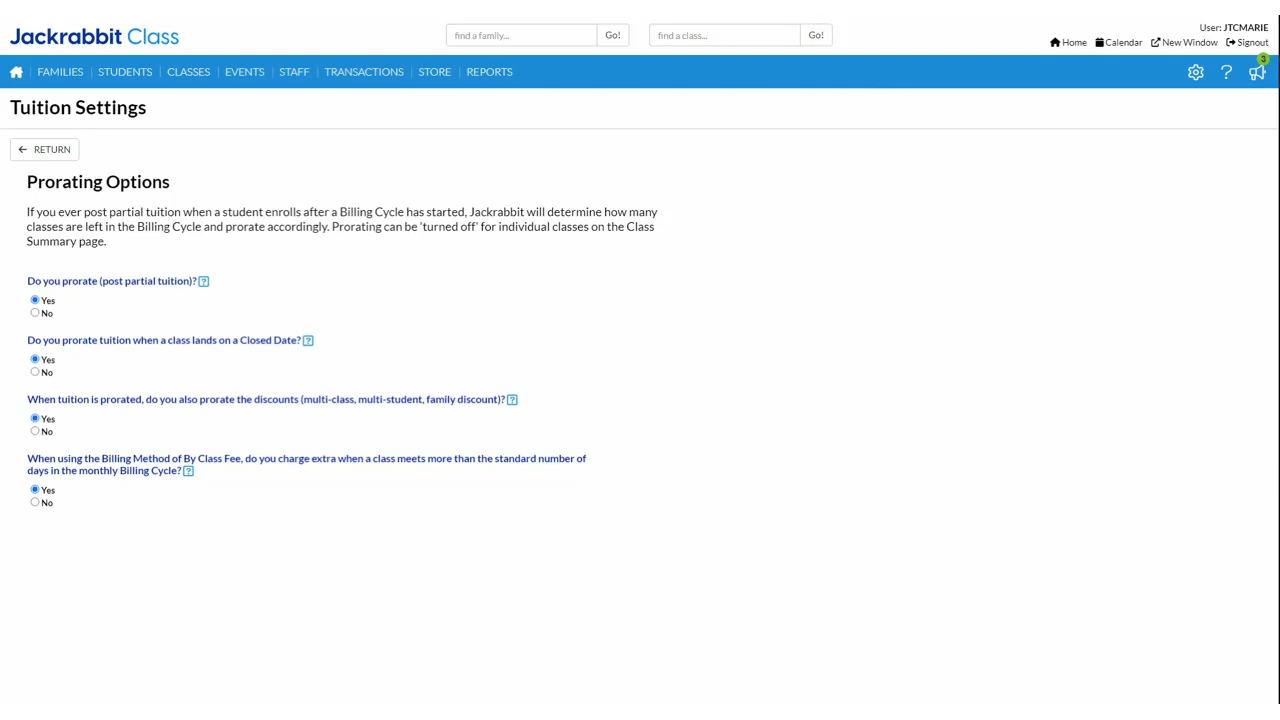 Jackrabbit Class
find a family...
Go!
find a class...
Go!
User: JTCMARIE
Home
Calendar
New Window
Signout
FAMILIES
STUDENTS
CLASSES
EVENTS
STAFF
TRANSACTIONS
STORE
REPORTS
?
3
Tuition Settings
RETURN
Prorating Options
If you ever post partial tuition when a student enrolls after a Billing Cycle has started, Jackrabbit will determine how many
classes are left in the Billing Cycle and prorate accordingly. Prorating can be 'turned off' for individual classes on the Class
Summary page.
Do you prorate (post partial tuition)? ?
Yes
No
Do you prorate tuition when a class lands on a Closed Date? ?
Yes
No
When tuition is prorated, do you also prorate the discounts (multi-class, multi-student, family discount)? ?
Yes
No
When using the Billing Method of By Class Fee, do you charge extra when a class meets more than the standard number of
days in the monthly Billing Cycle? ?
Yes
No